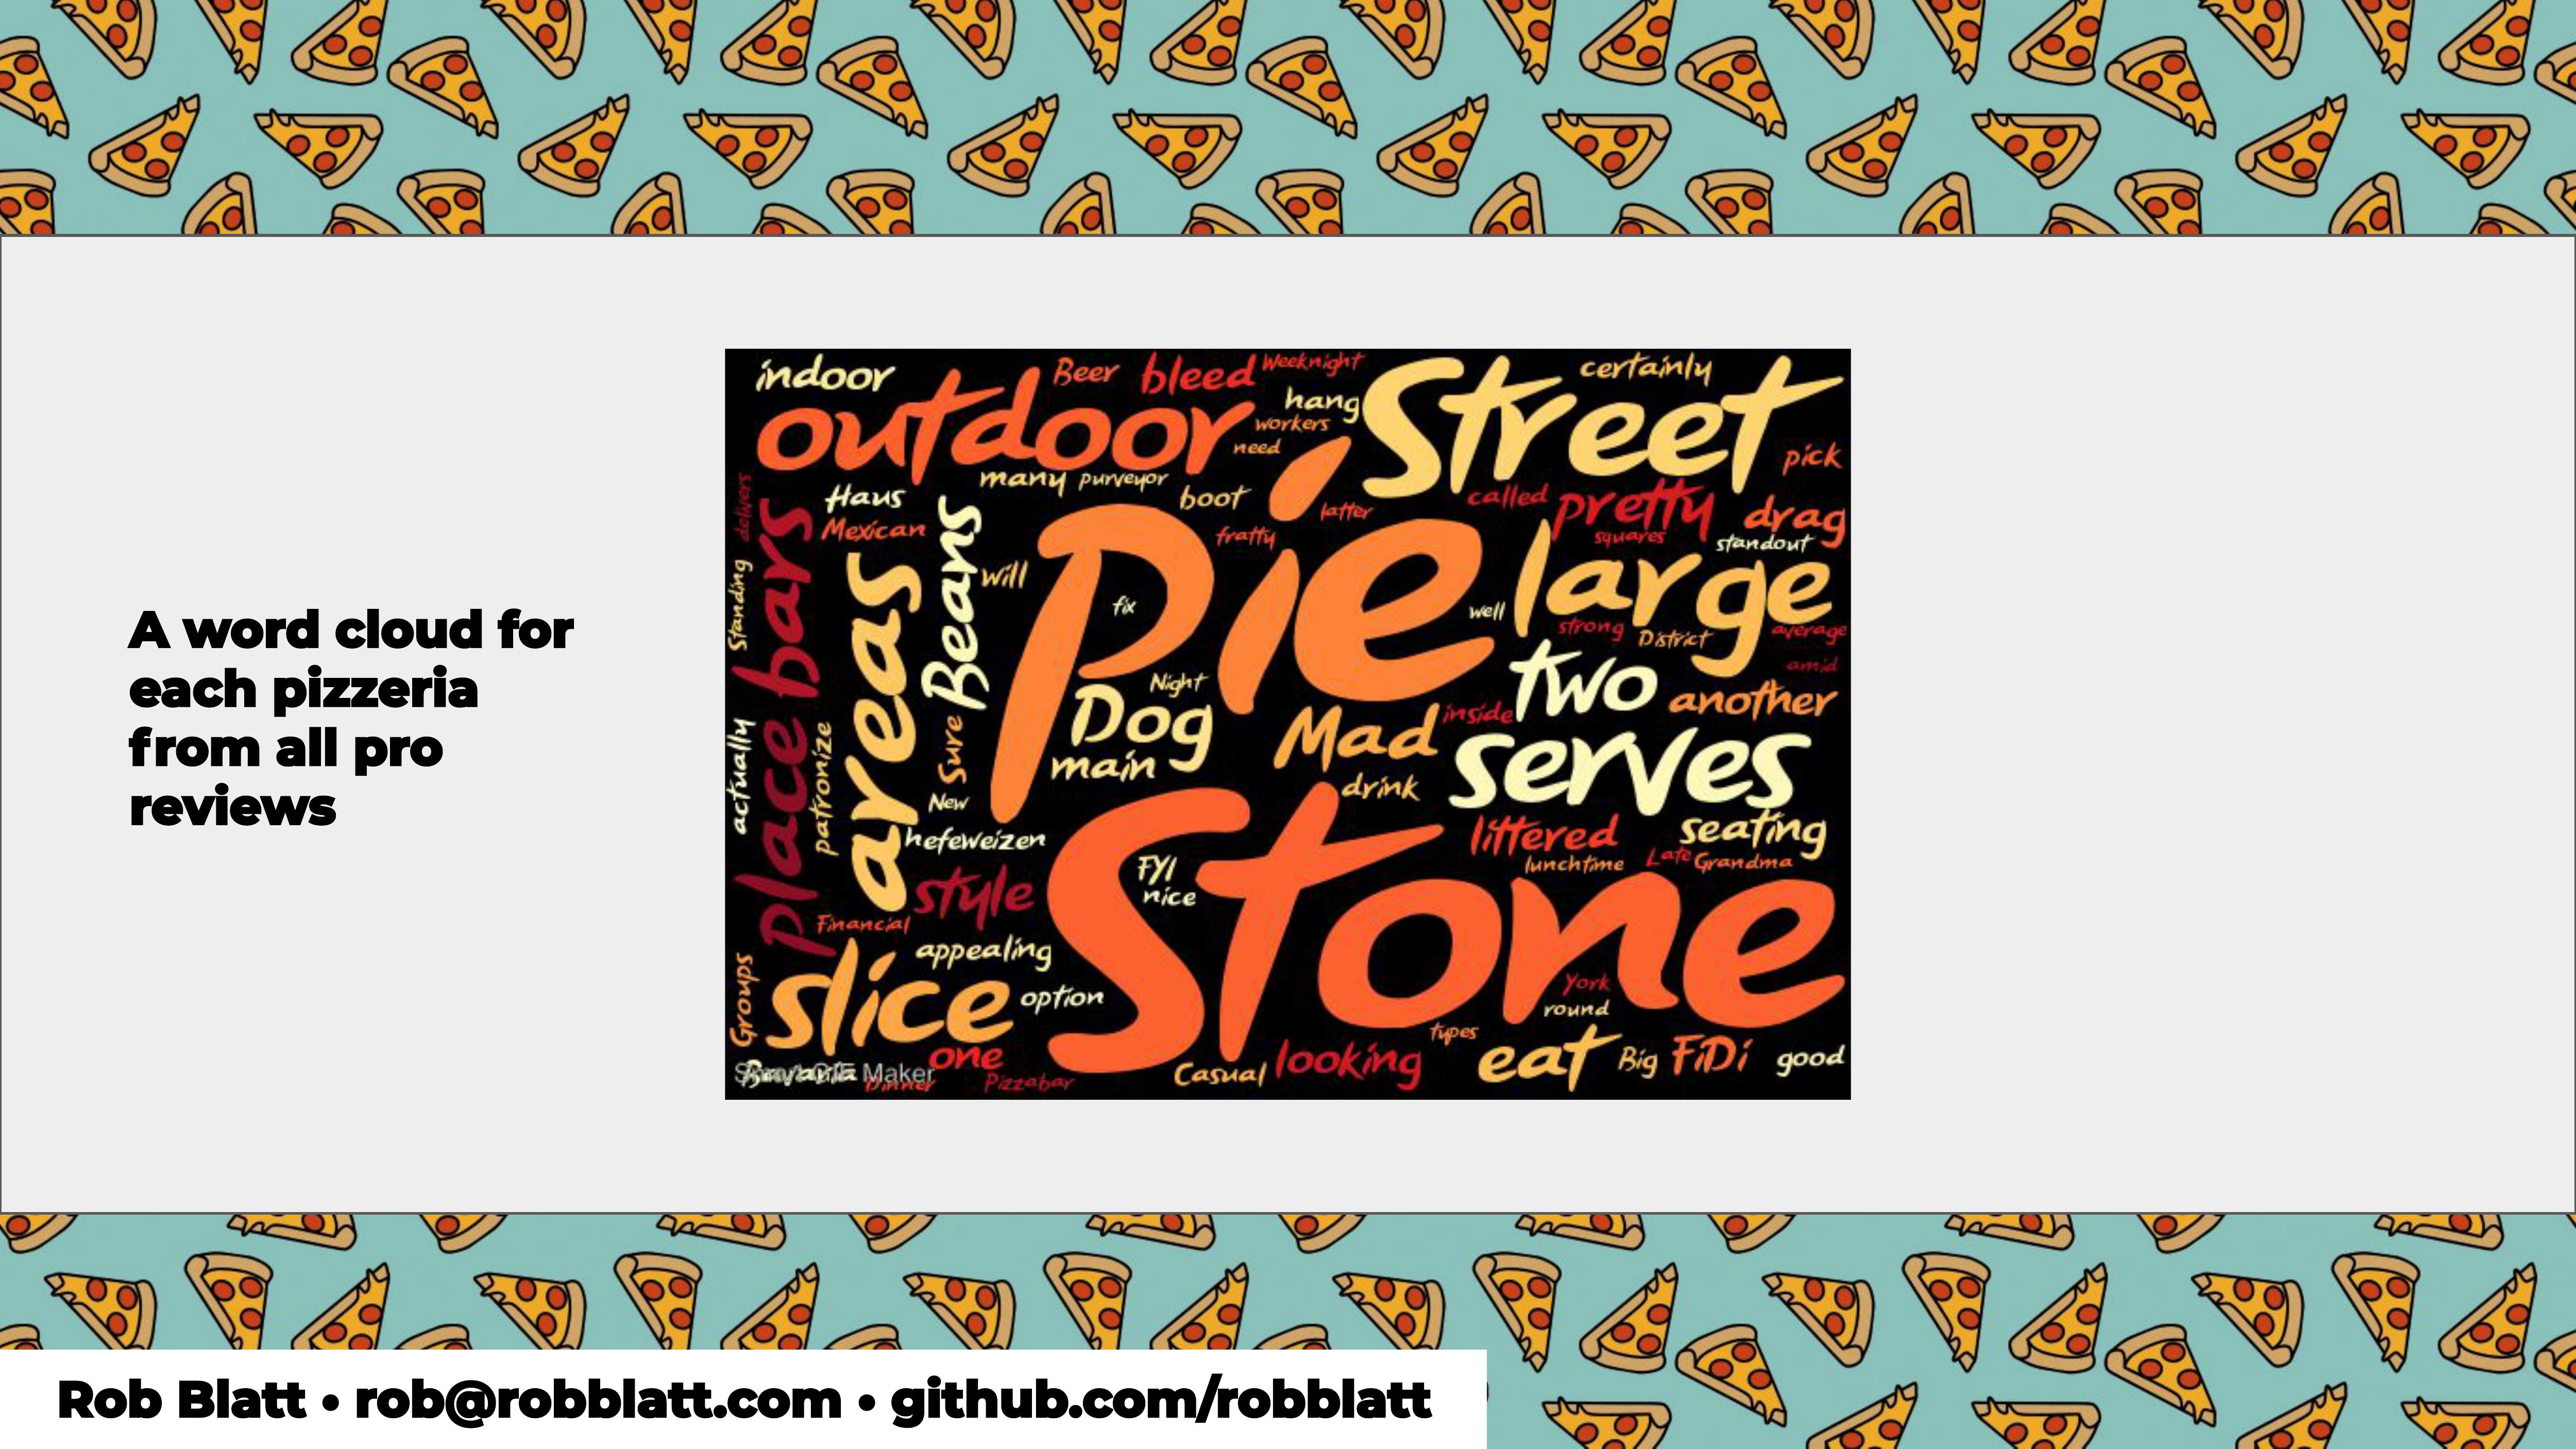 A word cloud for
each pizzeria
from all pro
reviews
indoor
Beer
bleed
Weeknight
certainly
outdoor
hang
Street
workers
need
pick
many
purveyor
delivers
Haus
boot
called
pretty
drag
latter
Mexican
fratty
squares
standout
place
bars
areas
Beans
will
Pie
large
Standing
fix
well
strong
District
average
amid
two
another
Night
Dog
inside
Mad
main
serves
actually
patronize
Sure
drink
New
hefeweizen
littered
seating
lunchtime
Late
Grandma
FYI
nice
style
Stone
Financial
appealing
slice
option
Groups
York
round
types
one
Casual
looking
eat
Big
FiDi
good
Bavaria
Smart GIF Maker
Dinner
Pizzabar
Rob Blatt • rob@robblatt.com • github.com/robblatt